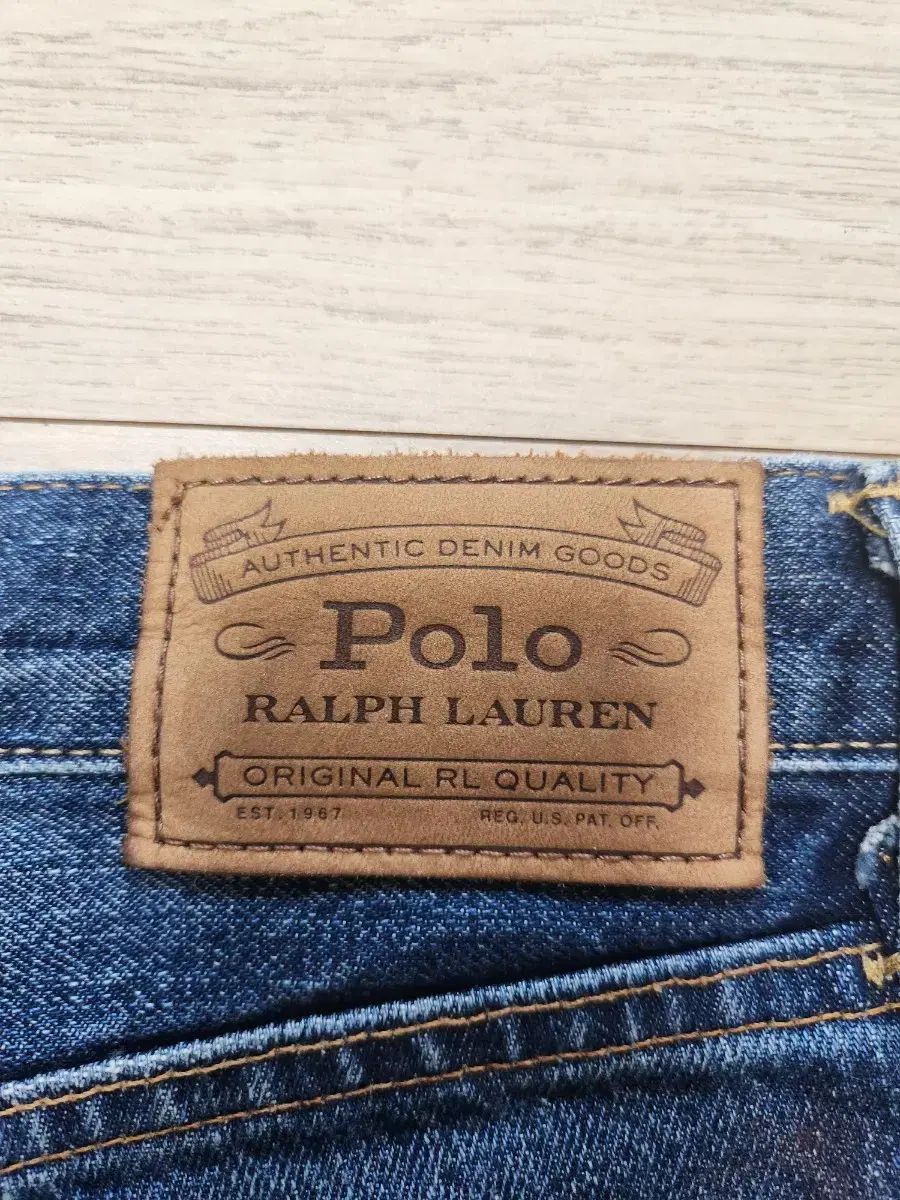 AUTHENTIC DENIM GOODS
Polo
RALPH LAUREN
ORIGINAL RL QUALITY
EST. 1967 REG. U.S. PAT. OFF.